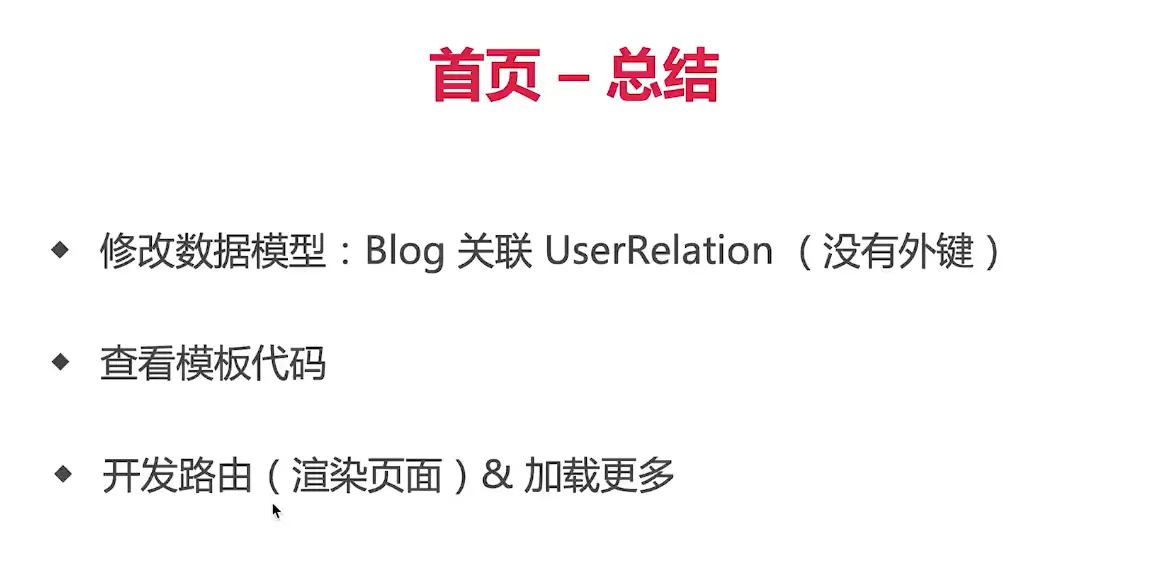 首页 – 总结
◆ 修改数据模型：Blog 关联 UserRelation （没有外键）
◆ 查看模板代码
◆ 开发路由（渲染页面）& 加载更多